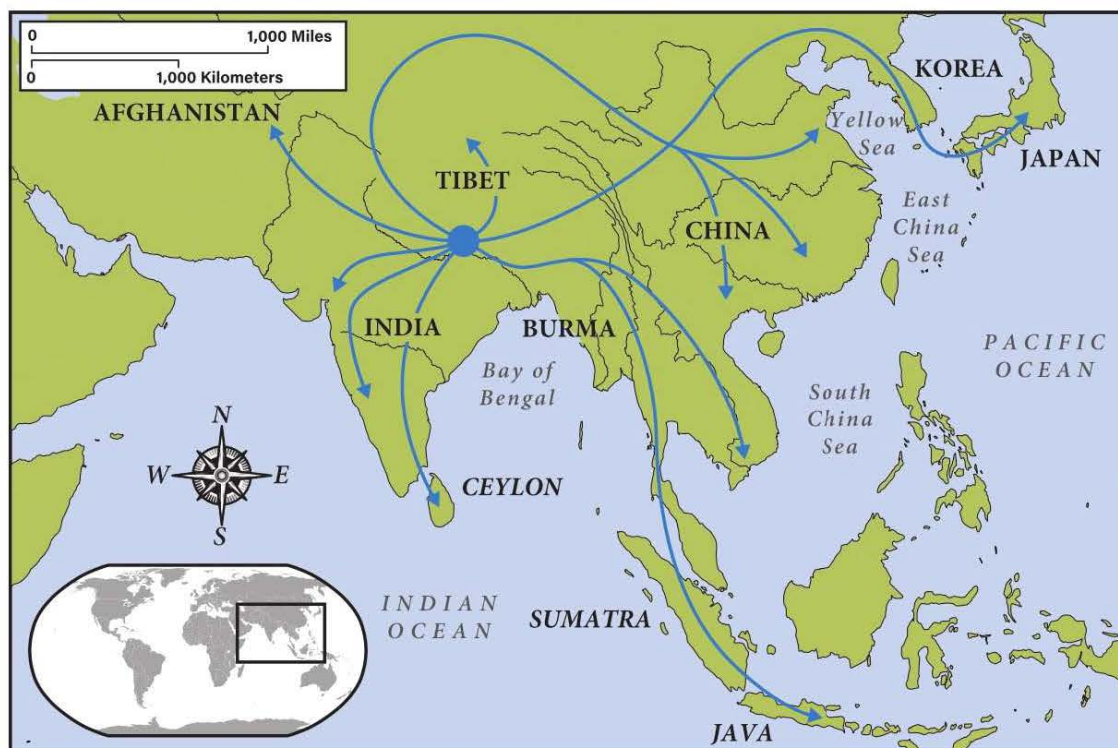 0 1,000 Miles
0 1,000 Kilometers
AFGHANISTAN
TIBET
KOREA
Yellow
Sea
JAPAN
East
China
Sea
CHINA
INDIA
BURMA
Bay of
Bengal
PACIFIC
OCEAN
South
China
Sea
N
W E
S
CEYLON
INDIAN
OCEAN
SUMATRA
JAVA